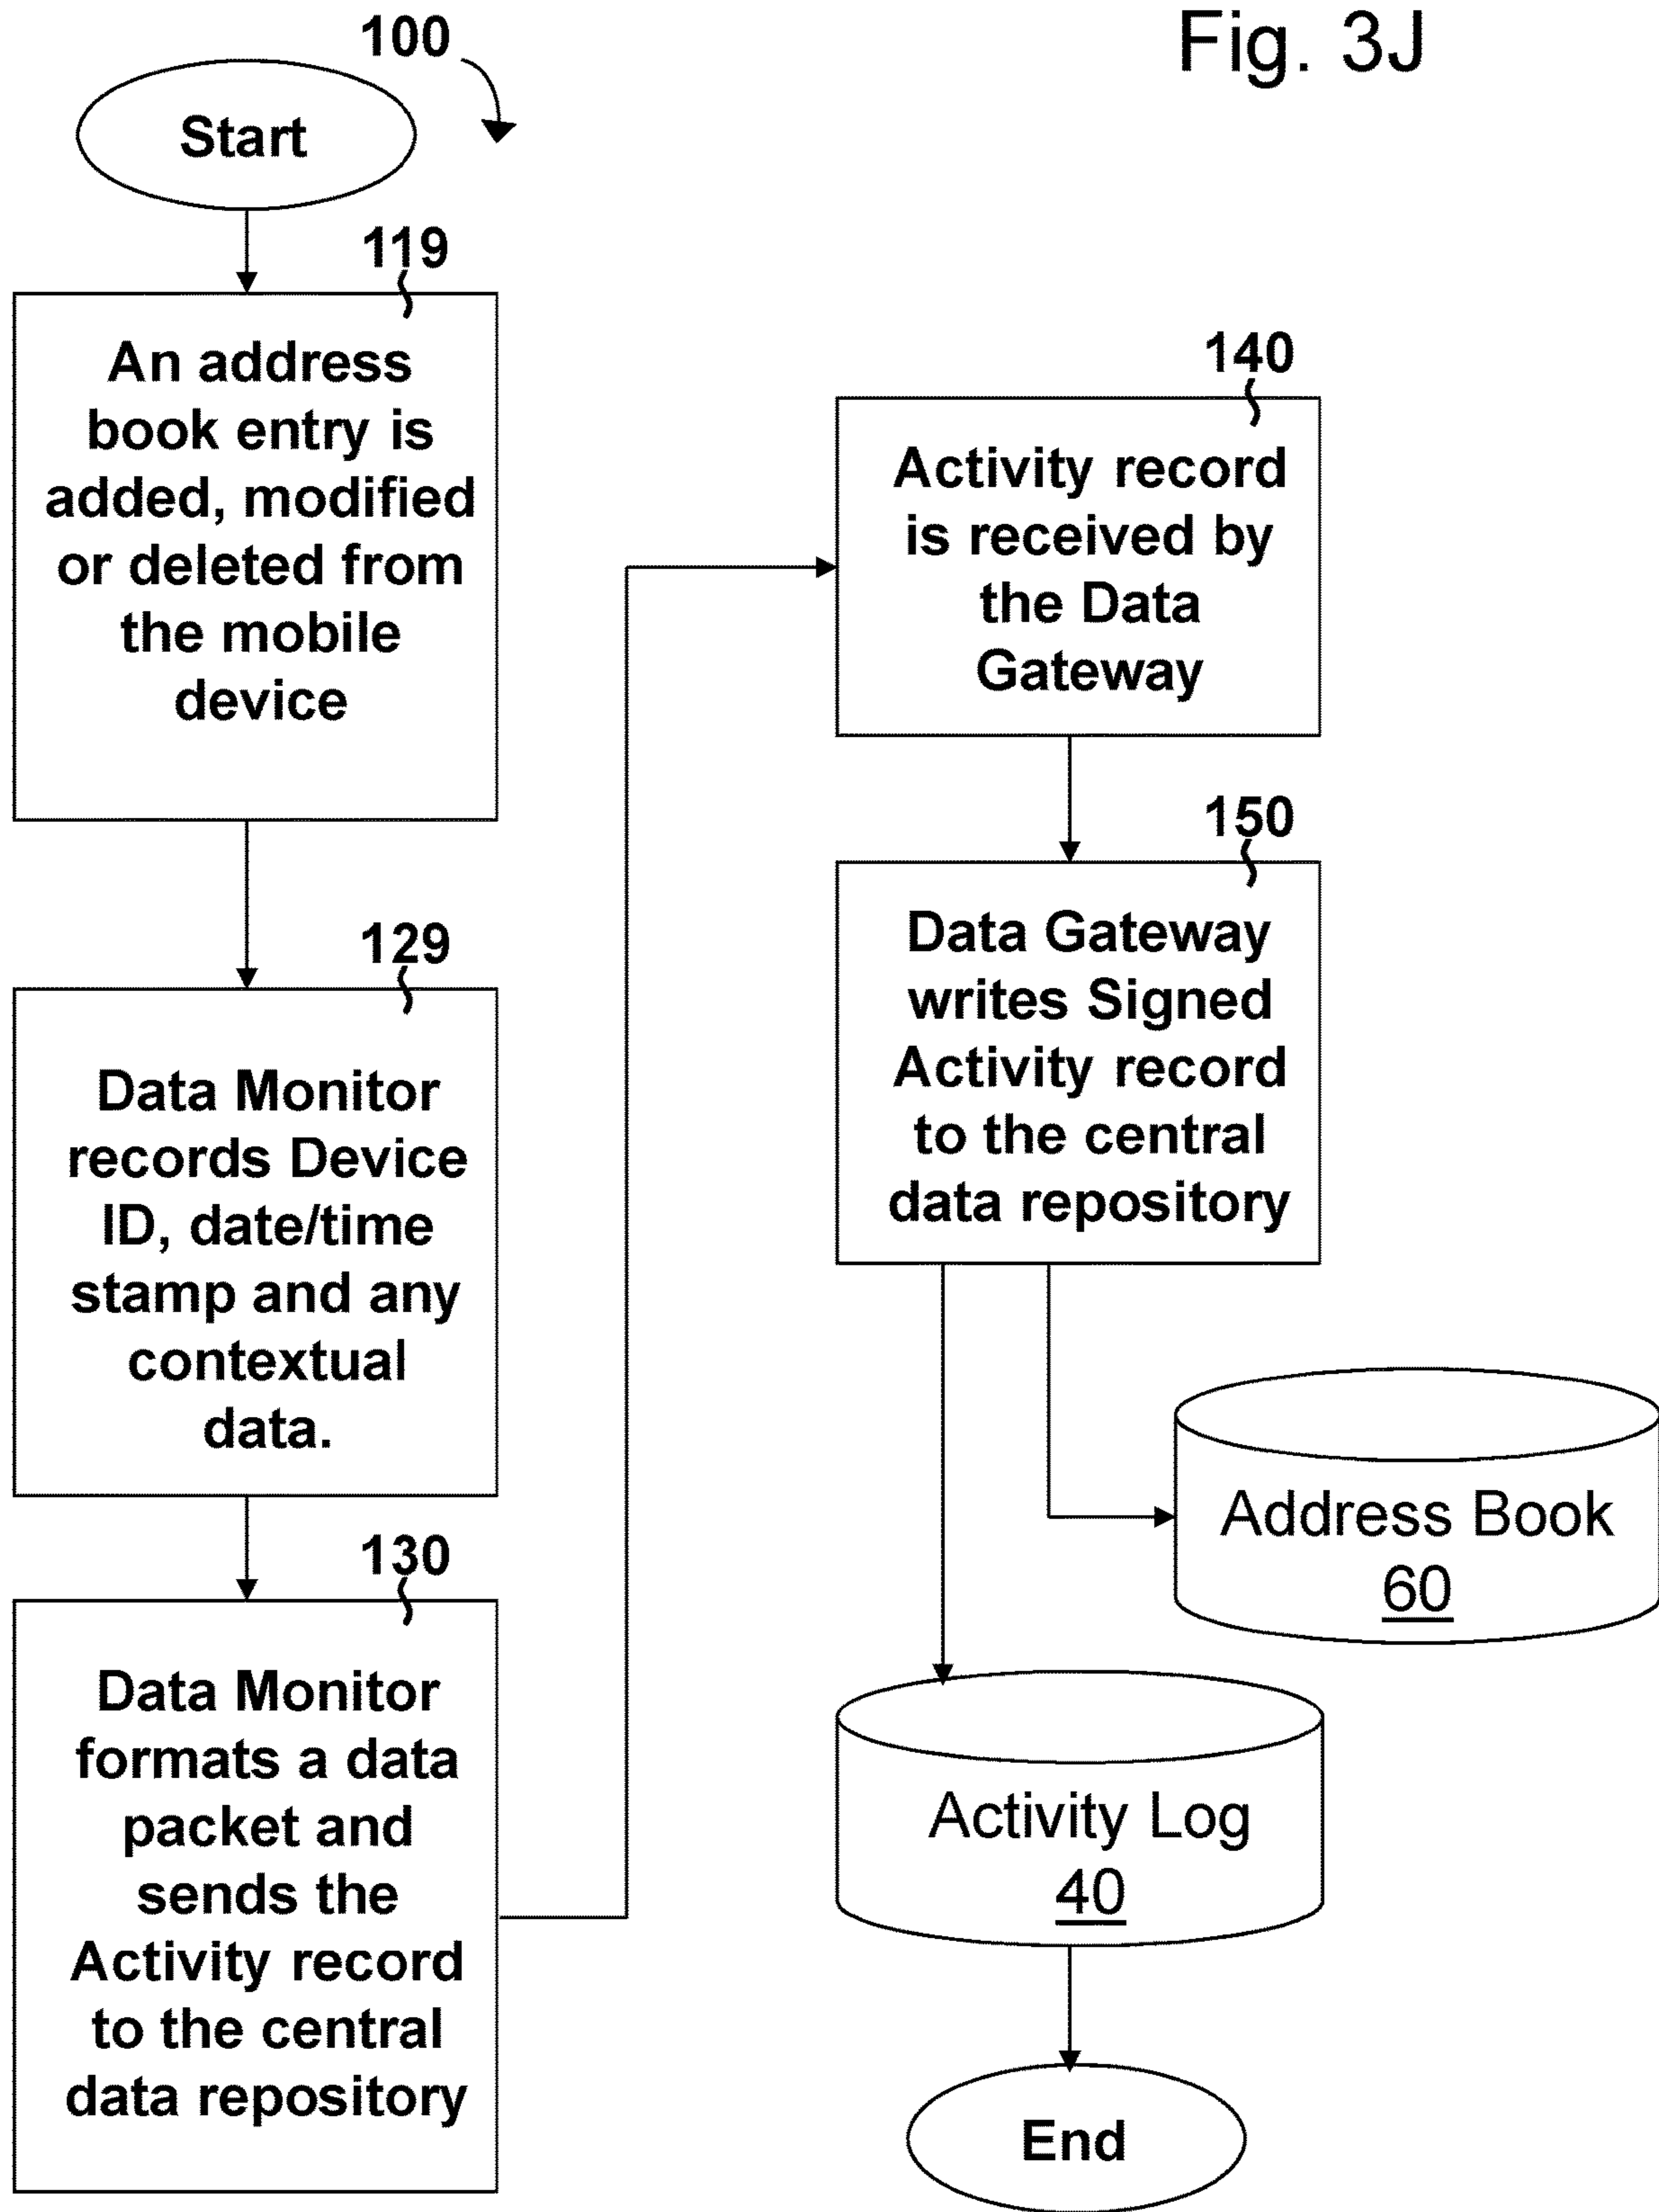 Fig. 3J
100
Start
119
An address
book entry is
added, modified
or deleted from
the mobile
device
129
Data Monitor
records Device
ID, date/time
stamp and any
contextual
data.
130
Data Monitor
formats a data
packet and
sends the
Activity record
to the central
data repository
140
Activity record
is received by
the Data
Gateway
150
Data Gateway
writes Signed
Activity record
to the central
data repository
Address Book
60
Activity Log
40
End